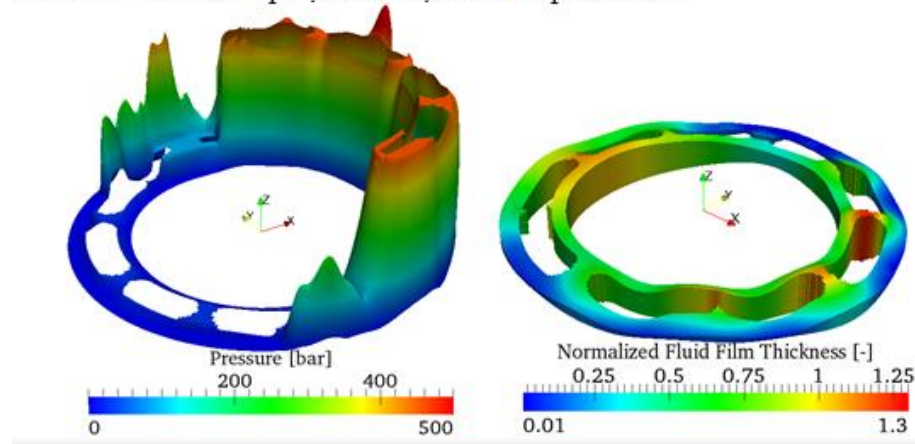 Z
Y
X
Z
Y
X
Pressure [bar]
200 400
0 500
Normalized Fluid Film Thickness [-]
0.25 0.5 0.75 1 1.25
0.01 1.3